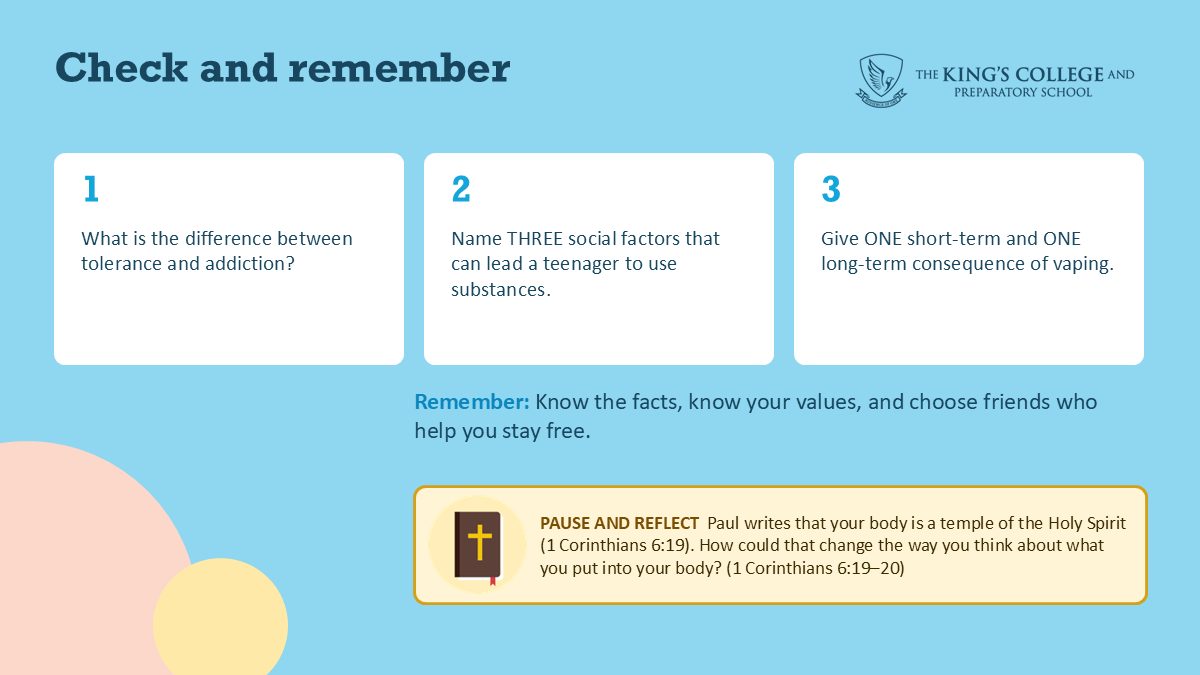 Check and remember
THE KING'S COLLEGE AND
PREPARATORY SCHOOL
1
What is the difference between
tolerance and addiction?
2
Name THREE social factors that
can lead a teenager to use
substances.
3
Give ONE short-term and ONE
long-term consequence of vaping.
Remember: Know the facts, know your values, and choose friends who
help you stay free.
PAUSE AND REFLECT Paul writes that your body is a temple of the Holy Spirit
(1 Corinthians 6:19). How could that change the way you think about what
you put into your body? (1 Corinthians 6:19–20)